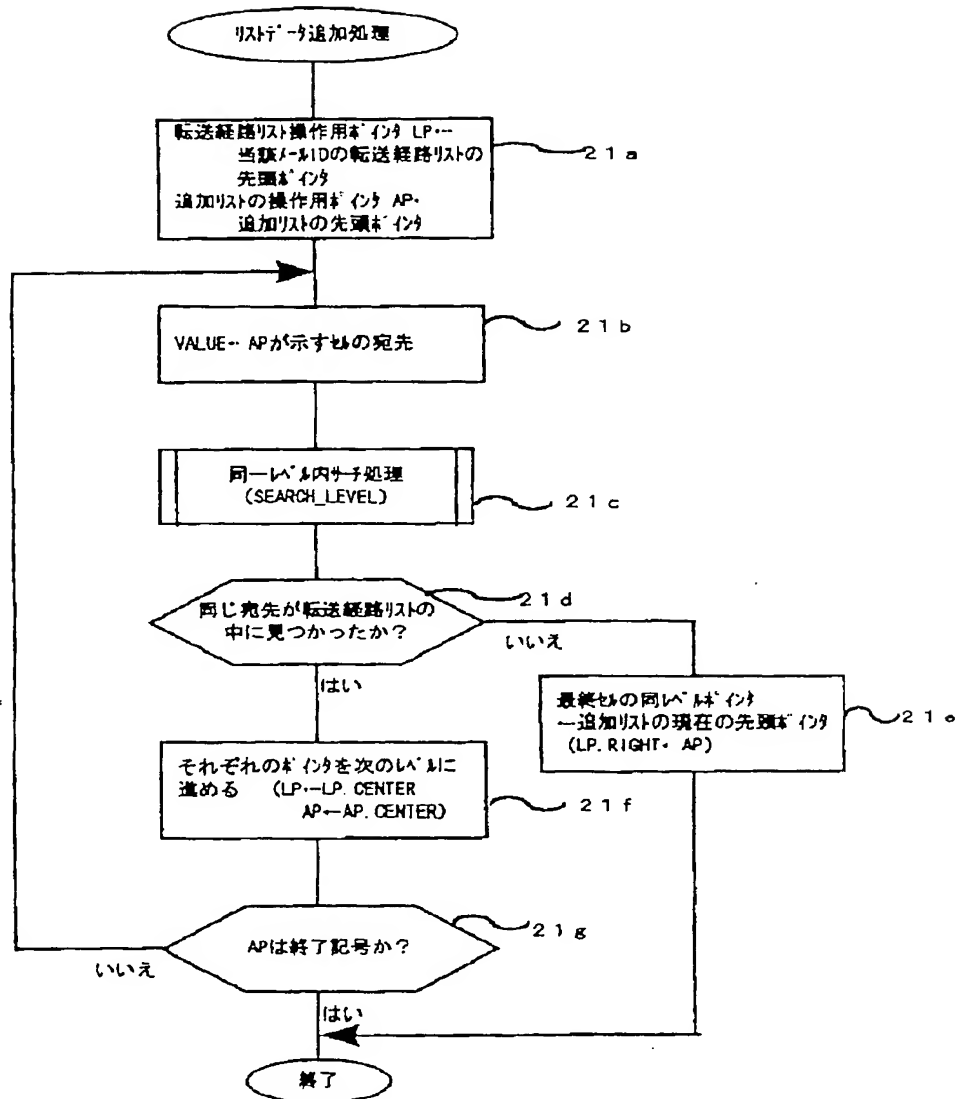 リストデータ追加処理
転送経路リスト操作用ポインタ LP←
当該メールIDの転送経路リストの
先頭ポインタ
追加リストの操作用ポインタ AP←
追加リストの先頭ポインタ
21a
VALUE← APが示すセルの宛先
21b
同一レベル内サーチ処理
(SEARCH_LEVEL)
21c
同じ宛先が転送経路リストの
中に見つかったか?
21d
いいえ
はい
最終セルの同レベルポインタ
←追加リストの現在の先頭ポインタ
(LP.RIGHT← AP)
21e
それぞれのポインタを次のレベルに
進める (LP←LP.CENTER
AP←AP.CENTER)
21f
APは終了記号か?
21g
いいえ
はい
終了